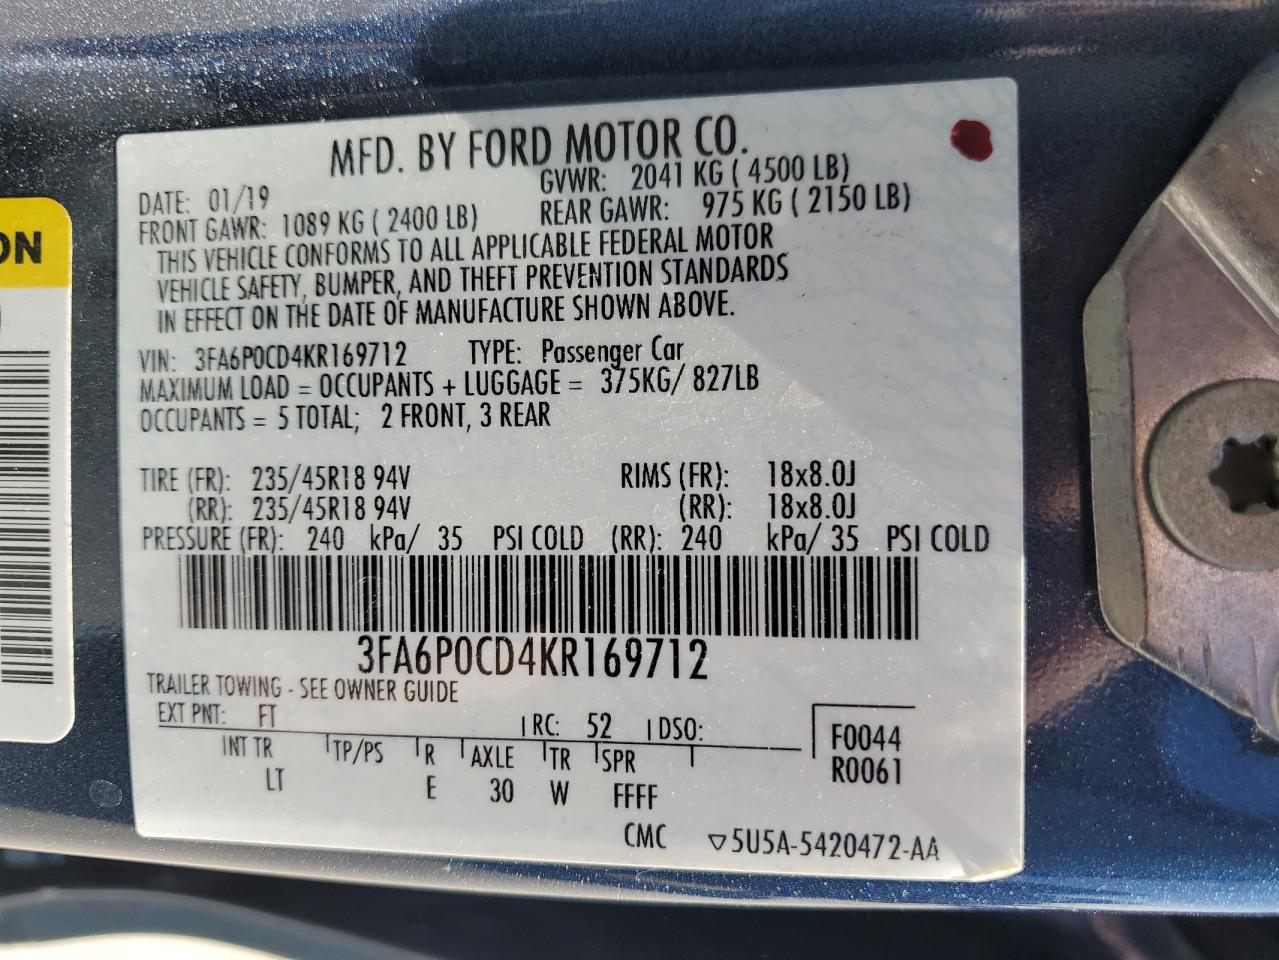 MFD. BY FORD MOTOR CO.
DATE: 01/19 GVWR: 2041 KG ( 4500 LB)
FRONT GAWR: 1089 KG ( 2400 LB) REAR GAWR: 975 KG ( 2150 LB)
THIS VEHICLE CONFORMS TO ALL APPLICABLE FEDERAL MOTOR
VEHICLE SAFETY, BUMPER, AND THEFT PREVENTION STANDARDS
IN EFFECT ON THE DATE OF MANUFACTURE SHOWN ABOVE.
VIN: 3FA6P0CD4KR169712 TYPE: Passenger Car
MAXIMUM LOAD = OCCUPANTS + LUGGAGE = 375KG/ 827LB
OCCUPANTS = 5 TOTAL; 2 FRONT, 3 REAR
TIRE (FR): 235/45R18 94V RIMS (FR): 18x8.0J
(RR): 235/45R18 94V (RR): 18x8.0J
PRESSURE (FR): 240 kPa/ 35 PSI COLD (RR): 240 kPa/ 35 PSI COLD
3FA6P0CD4KR169712
TRAILER TOWING - SEE OWNER GUIDE
EXT PNT: FT RC: 52 DSO:
F0044
INT TR TP/PS R AXLE TR SPR
R0061
LT E 30 W FFFF
CMC ▽5U5A-5420472-AA
ON